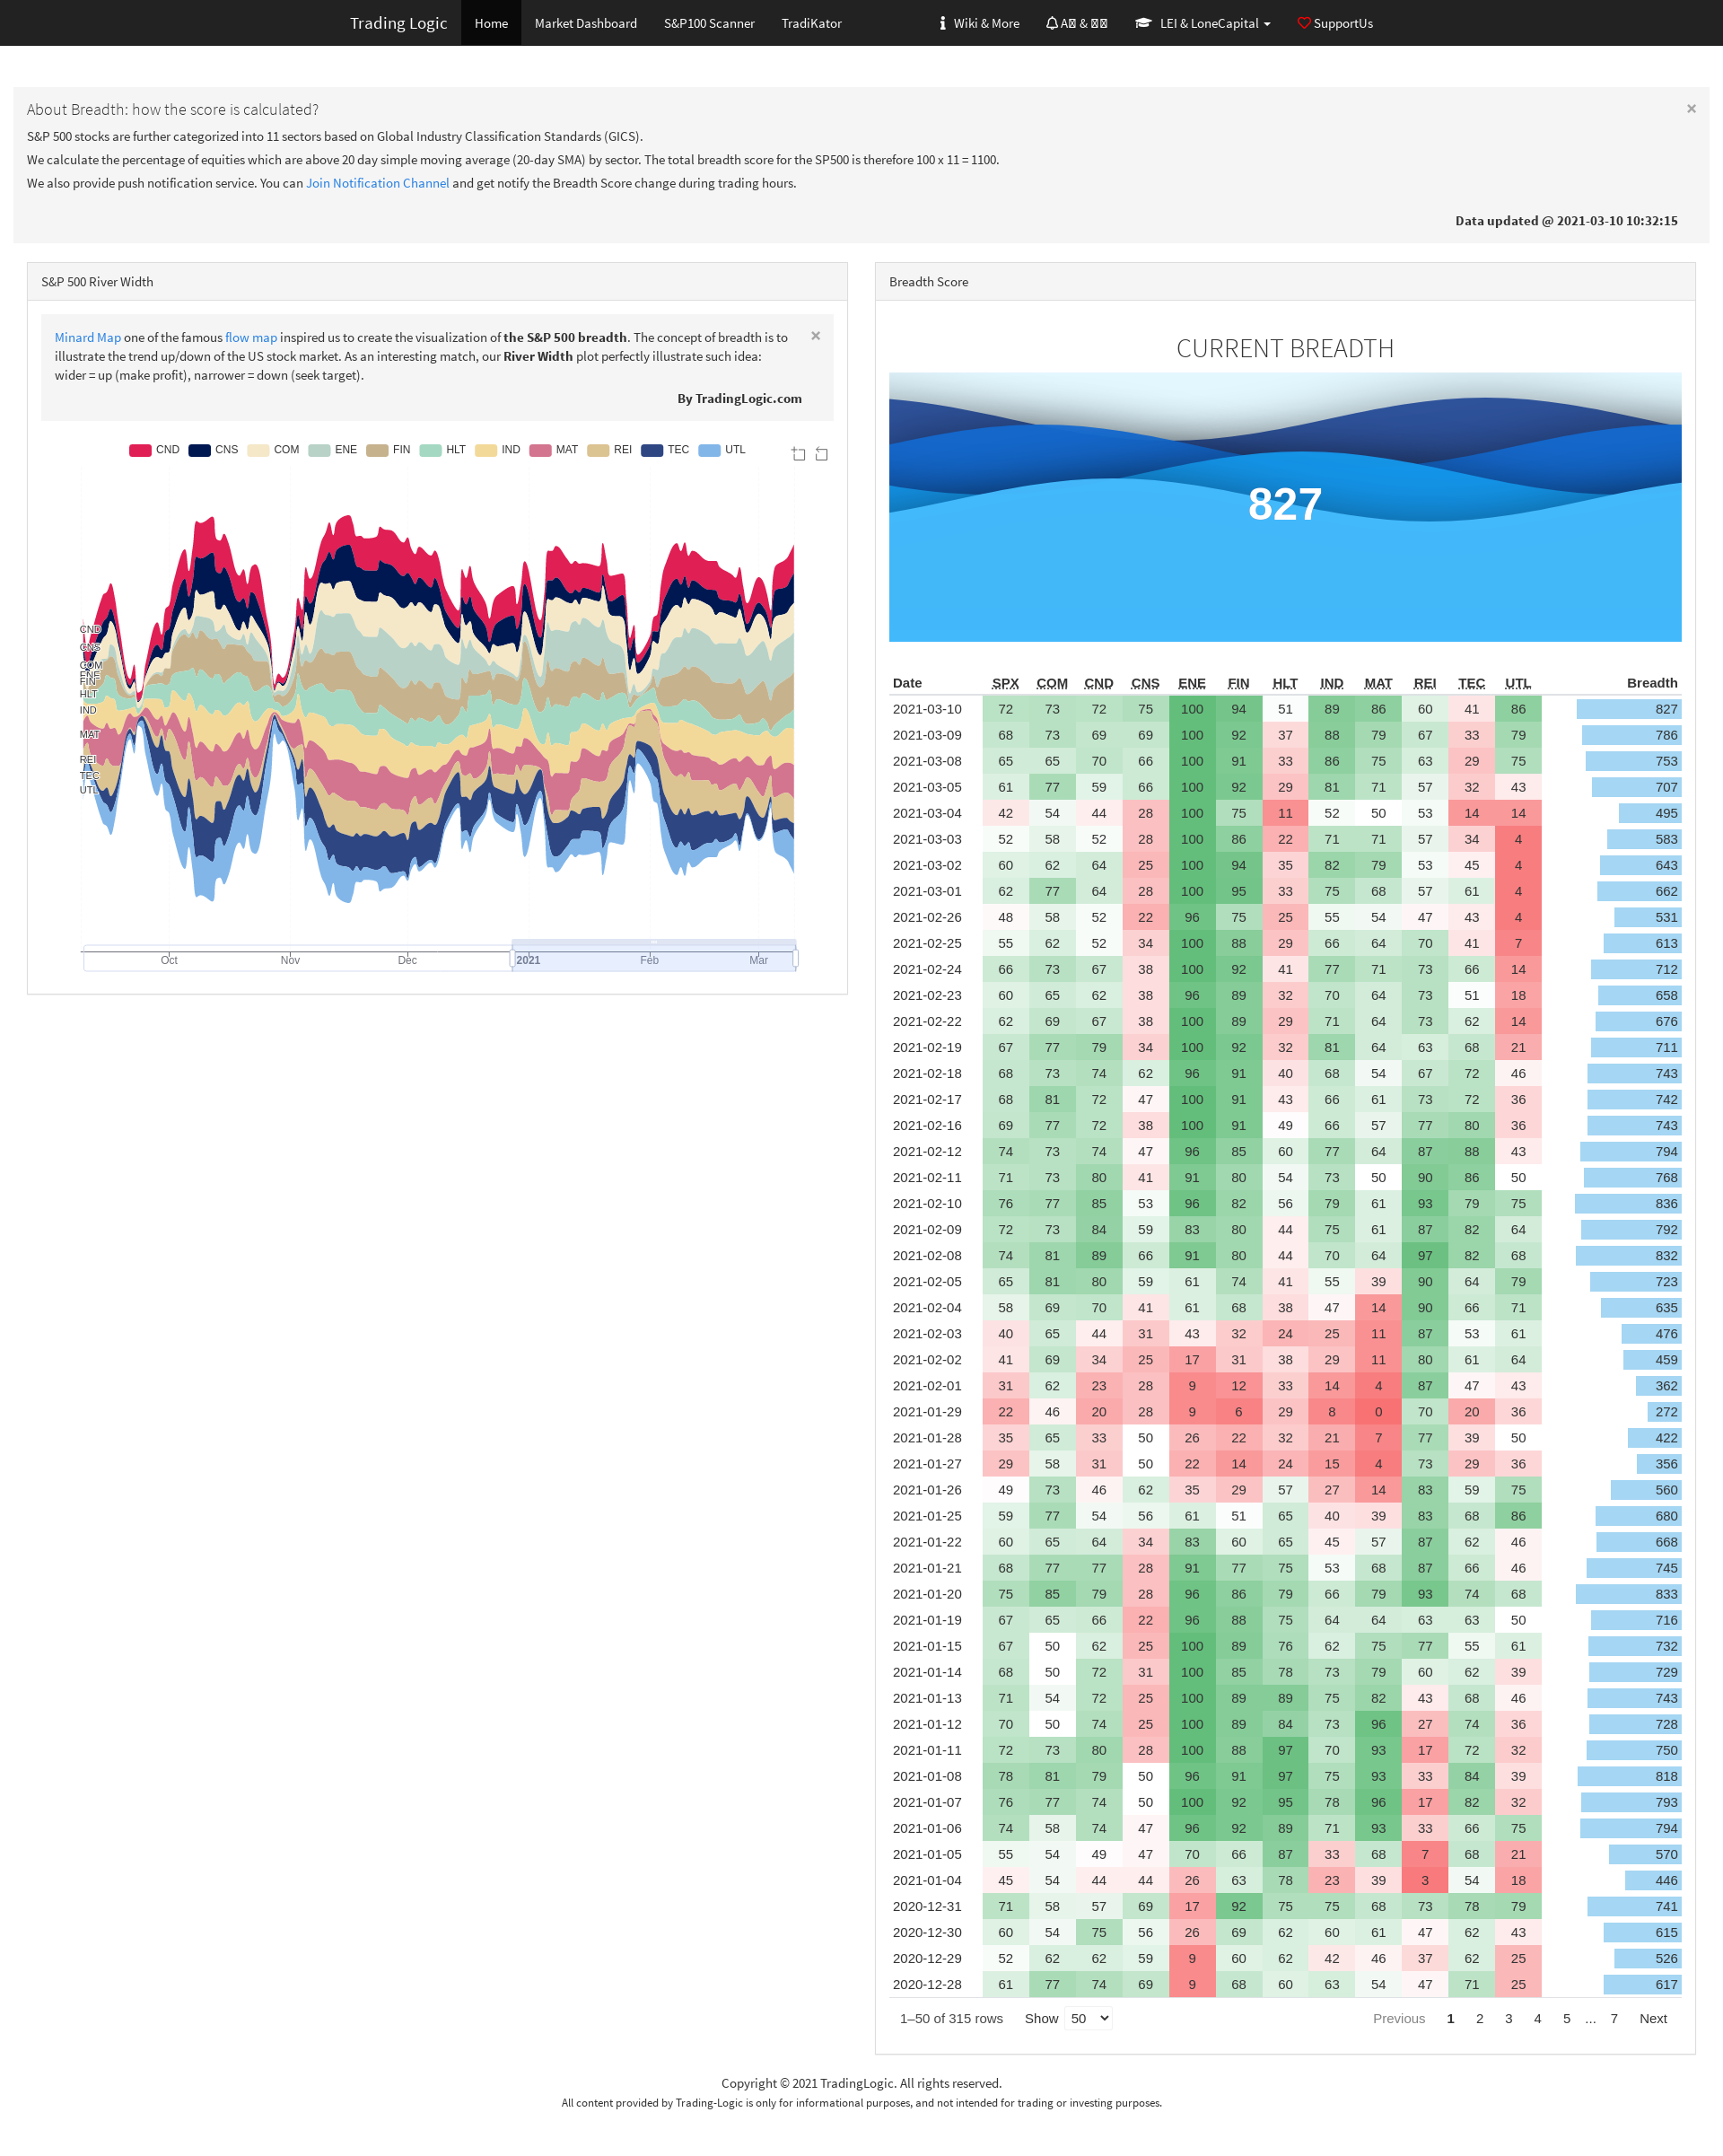 Trading Logic Home Market Dashboard S&P100 Scanner TradiKator Wiki & More A & LEI & LoneCapital SupportUs
About Breadth: how the score is calculated? ×
S&P 500 stocks are further categorized into 11 sectors based on Global Industry Classification Standards (GICS).
We calculate the percentage of equities which are above 20 day simple moving average (20-day SMA) by sector. The total breadth score for the SP500 is therefore 100 x 11 = 1100.
We also provide push notification service. You can Join Notification Channel and get notify the Breadth Score change during trading hours.
Data updated @ 2021-03-10 10:32:15
S&P 500 River Width
Minard Map one of the famous flow map inspired us to create the visualization of the S&P 500 breadth. The concept of breadth is to ×
illustrate the trend up/down of the US stock market. As an interesting match, our River Width plot perfectly illustrate such idea:
wider = up (make profit), narrower = down (seek target).
By TradingLogic.com
CND CNS COM ENE FIN HLT IND MAT REI TEC UTL
CND
CNS
COM
ENE
FIN
HLT
IND
MAT
REI
TEC
UTL
Oct Nov Dec 2021 Feb Mar
Breadth Score
CURRENT BREADTH
827
Date SPX COM CND CNS ENE FIN HLT IND MAT REI TEC UTL Breadth
2021-03-10 72 73 72 75 100 94 51 89 86 60 41 86 827
2021-03-09 68 73 69 69 100 92 37 88 79 67 33 79 786
2021-03-08 65 65 70 66 100 91 33 86 75 63 29 75 753
2021-03-05 61 77 59 66 100 92 29 81 71 57 32 43 707
2021-03-04 42 54 44 28 100 75 11 52 50 53 14 14 495
2021-03-03 52 58 52 28 100 86 22 71 71 57 34 4 583
2021-03-02 60 62 64 25 100 94 35 82 79 53 45 4 643
2021-03-01 62 77 64 28 100 95 33 75 68 57 61 4 662
2021-02-26 48 58 52 22 96 75 25 55 54 47 43 4 531
2021-02-25 55 62 52 34 100 88 29 66 64 70 41 7 613
2021-02-24 66 73 67 38 100 92 41 77 71 73 66 14 712
2021-02-23 60 65 62 38 96 89 32 70 64 73 51 18 658
2021-02-22 62 69 67 38 100 89 29 71 64 73 62 14 676
2021-02-19 67 77 79 34 100 92 32 81 64 63 68 21 711
2021-02-18 68 73 74 62 96 91 40 68 54 67 72 46 743
2021-02-17 68 81 72 47 100 91 43 66 61 73 72 36 742
2021-02-16 69 77 72 38 100 91 49 66 57 77 80 36 743
2021-02-12 74 73 74 47 96 85 60 77 64 87 88 43 794
2021-02-11 71 73 80 41 91 80 54 73 50 90 86 50 768
2021-02-10 76 77 85 53 96 82 56 79 61 93 79 75 836
2021-02-09 72 73 84 59 83 80 44 75 61 87 82 64 792
2021-02-08 74 81 89 66 91 80 44 70 64 97 82 68 832
2021-02-05 65 81 80 59 61 74 41 55 39 90 64 79 723
2021-02-04 58 69 70 41 61 68 38 47 14 90 66 71 635
2021-02-03 40 65 44 31 43 32 24 25 11 87 53 61 476
2021-02-02 41 69 34 25 17 31 38 29 11 80 61 64 459
2021-02-01 31 62 23 28 9 12 33 14 4 87 47 43 362
2021-01-29 22 46 20 28 9 6 29 8 0 70 20 36 272
2021-01-28 35 65 33 50 26 22 32 21 7 77 39 50 422
2021-01-27 29 58 31 50 22 14 24 15 4 73 29 36 356
2021-01-26 49 73 46 62 35 29 57 27 14 83 59 75 560
2021-01-25 59 77 54 56 61 51 65 40 39 83 68 86 680
2021-01-22 60 65 64 34 83 60 65 45 57 87 62 46 668
2021-01-21 68 77 77 28 91 77 75 53 68 87 66 46 745
2021-01-20 75 85 79 28 96 86 79 66 79 93 74 68 833
2021-01-19 67 65 66 22 96 88 75 64 64 63 63 50 716
2021-01-15 67 50 62 25 100 89 76 62 75 77 55 61 732
2021-01-14 68 50 72 31 100 85 78 73 79 60 62 39 729
2021-01-13 71 54 72 25 100 89 89 75 82 43 68 46 743
2021-01-12 70 50 74 25 100 89 84 73 96 27 74 36 728
2021-01-11 72 73 80 28 100 88 97 70 93 17 72 32 750
2021-01-08 78 81 79 50 96 91 97 75 93 33 84 39 818
2021-01-07 76 77 74 50 100 92 95 78 96 17 82 32 793
2021-01-06 74 58 74 47 96 92 89 71 93 33 66 75 794
2021-01-05 55 54 49 47 70 66 87 33 68 7 68 21 570
2021-01-04 45 54 44 44 26 63 78 23 39 3 54 18 446
2020-12-31 71 58 57 69 17 92 75 75 68 73 78 79 741
2020-12-30 60 54 75 56 26 69 62 60 61 47 62 43 615
2020-12-29 52 62 62 59 9 60 62 42 46 37 62 25 526
2020-12-28 61 77 74 69 9 68 60 63 54 47 71 25 617
1–50 of 315 rows Show 50 Previous 1 2 3 4 5 ... 7 Next
Copyright © 2021 TradingLogic. All rights reserved.
All content provided by Trading-Logic is only for informational purposes, and not intended for trading or investing purposes.